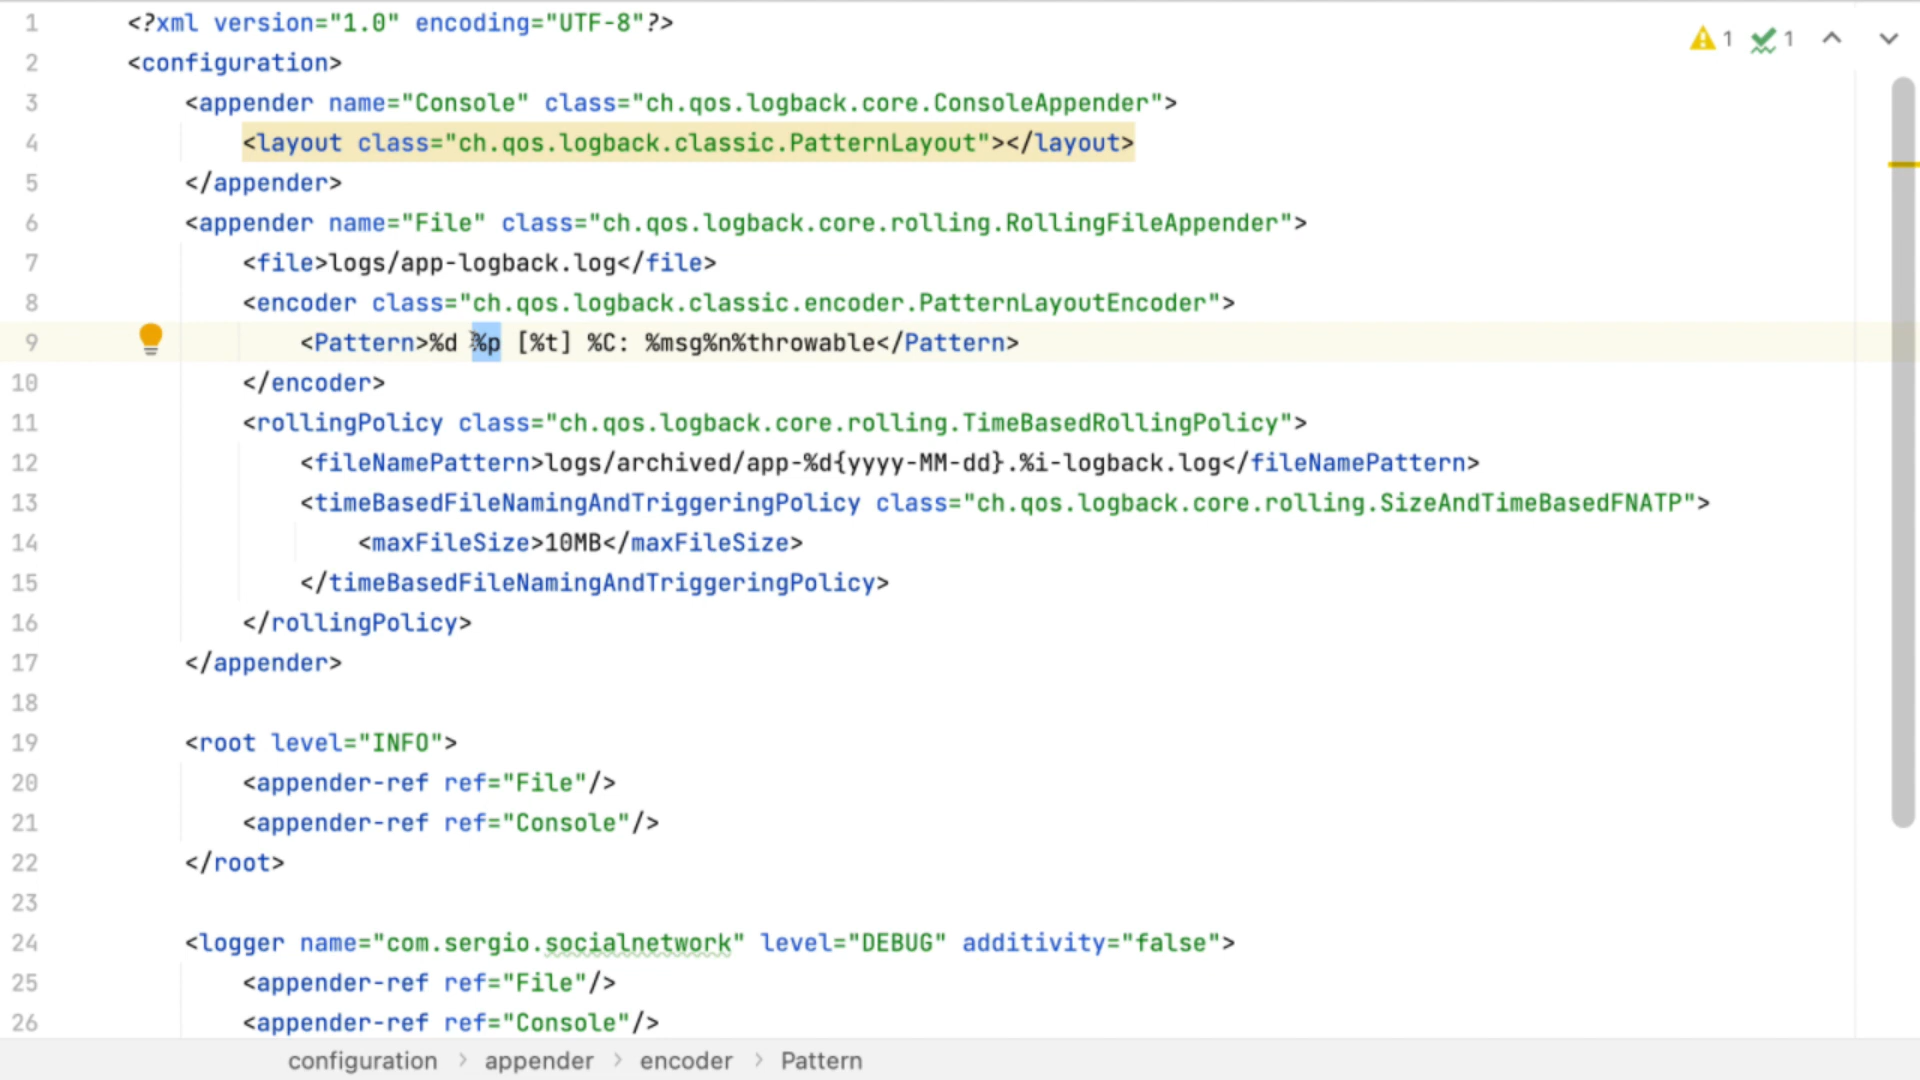 1 <?xml version="1.0" encoding="UTF-8"?>
1 1
2 <configuration>
3 <appender name="Console" class="ch.qos.logback.core.ConsoleAppender">
4 <layout class="ch.qos.logback.classic.PatternLayout"></layout>
5 </appender>
6 <appender name="File" class="ch.qos.logback.core.rolling.RollingFileAppender">
7 <file>logs/app-logback.log</file>
8 <encoder class="ch.qos.logback.classic.encoder.PatternLayoutEncoder">
9 <Pattern>%d %p [%t] %C: %msg%n%throwable</Pattern>
10 </encoder>
11 <rollingPolicy class="ch.qos.logback.core.rolling.TimeBasedRollingPolicy">
12 <fileNamePattern>logs/archived/app-%d{yyyy-MM-dd}.%i-logback.log</fileNamePattern>
13 <timeBasedFileNamingAndTriggeringPolicy class="ch.qos.logback.core.rolling.SizeAndTimeBasedFNATP">
14 <maxFileSize>10MB</maxFileSize>
15 </timeBasedFileNamingAndTriggeringPolicy>
16 </rollingPolicy>
17 </appender>
18
19 <root level="INFO">
20 <appender-ref ref="File"/>
21 <appender-ref ref="Console"/>
22 </root>
23
24 <logger name="com.sergio.socialnetwork" level="DEBUG" additivity="false">
25 <appender-ref ref="File"/>
26 <appender-ref ref="Console"/>
configuration > appender > encoder > Pattern